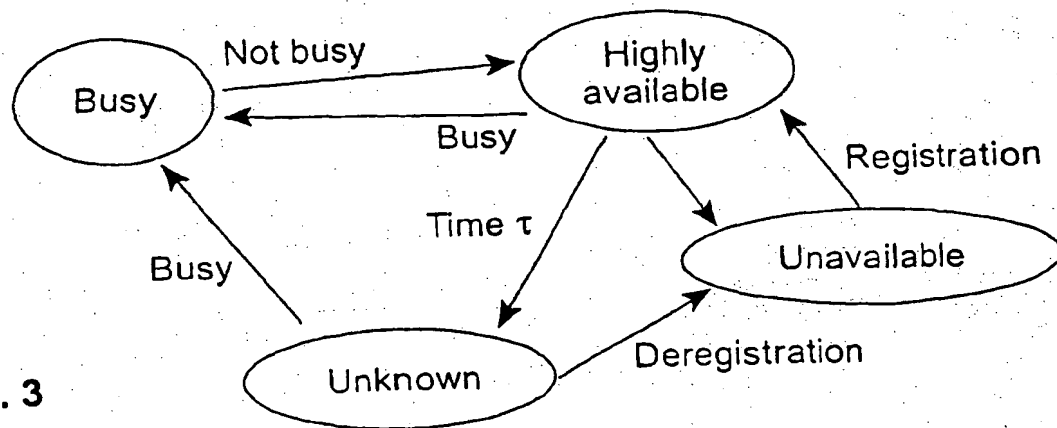 Not busy
Highly
available
Busy
Busy
Registration
Time τ
Unavailable
Busy
Deregistration
Unknown
. 3